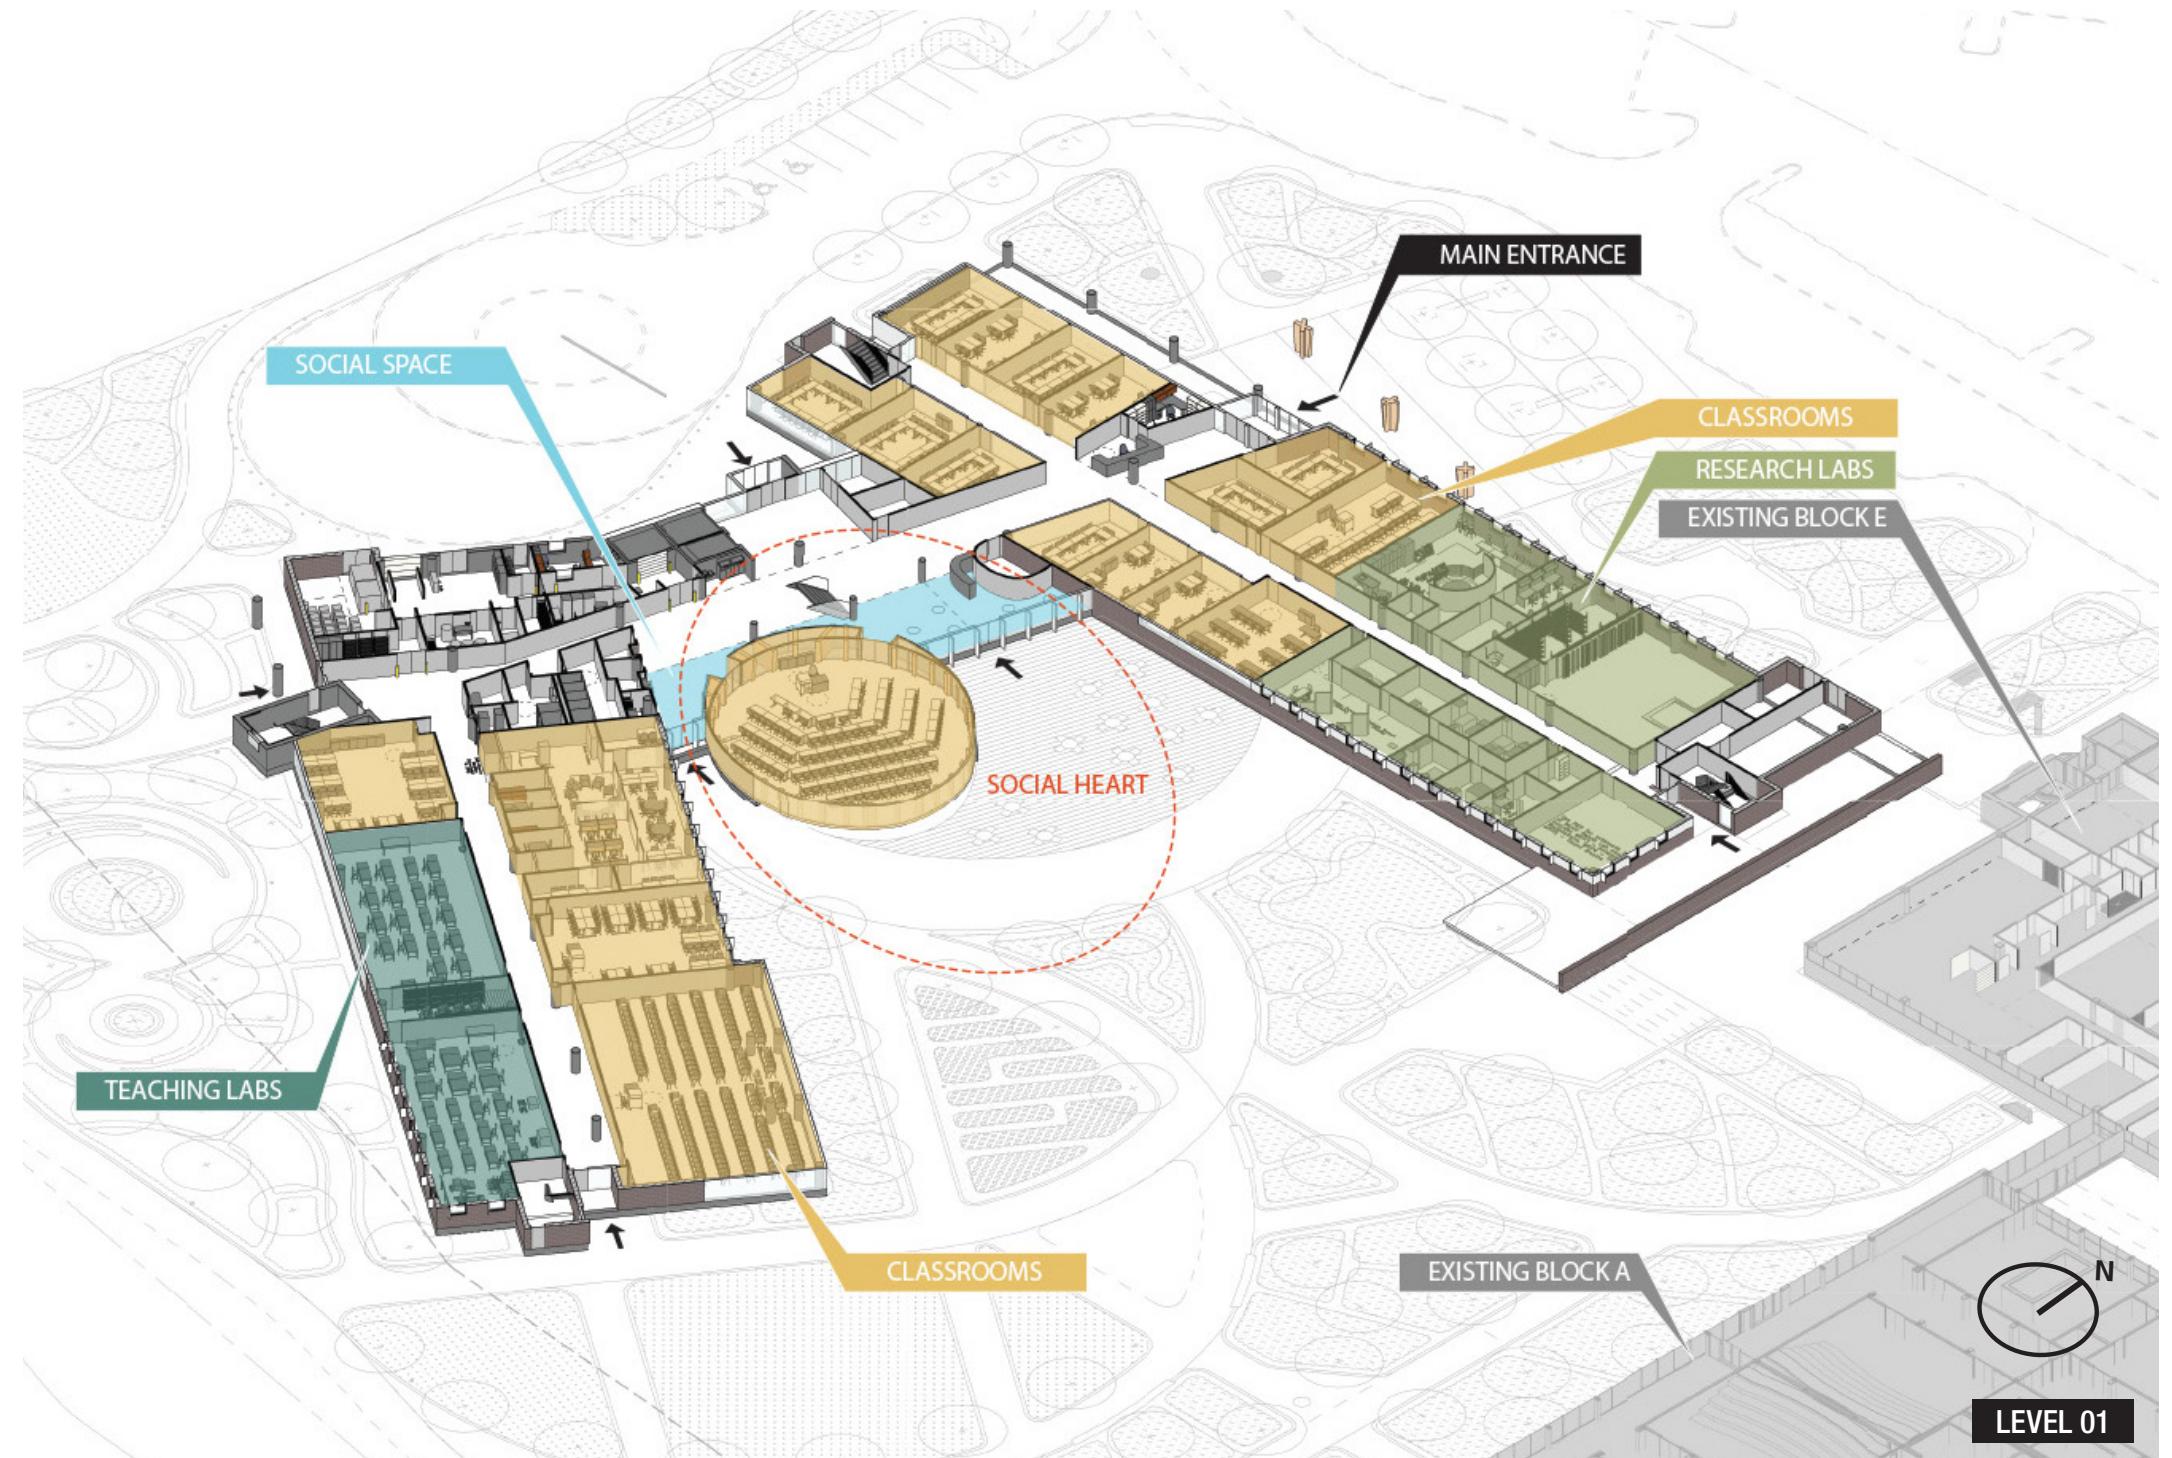 MAIN ENTRANCE
SOCIAL SPACE
CLASSROOMS
RESEARCH LABS
EXISTING BLOCK E
SOCIAL HEART
TEACHING LABS
CLASSROOMS
EXISTING BLOCK A
N
LEVEL 01